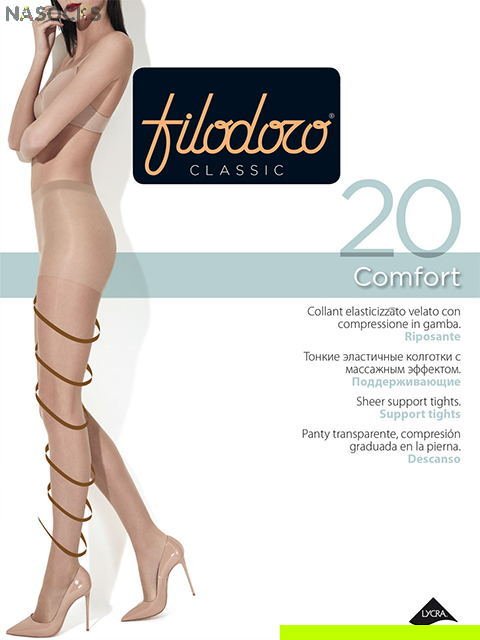 NASOCKS
filodoro®
CLASSIC
20
Comfort
Collant elasticizzato velato con
compressione in gamba.
Riposante
Тонкие эластичные колготки с
массажным эффектом.
Поддерживающие
Sheer support tights.
Support tights
Panty transparente, compresión
graduada en la pierna.
Descanso
LYCRA